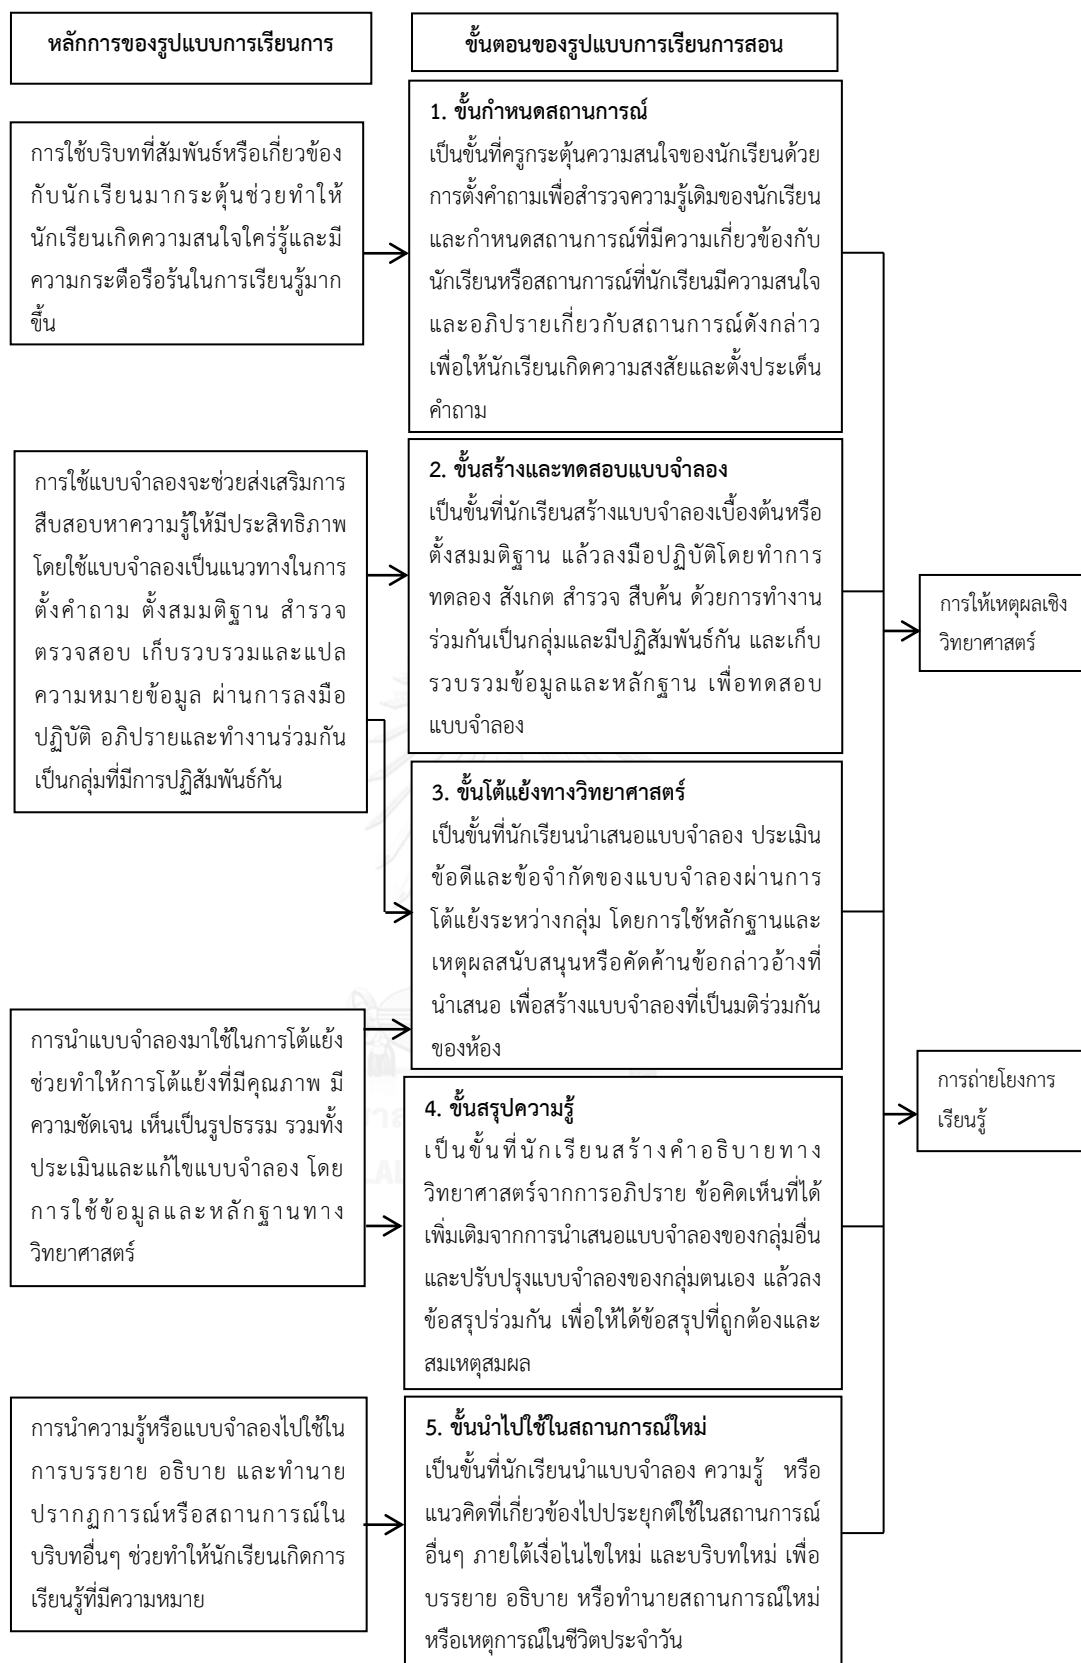 หลักการของรูปแบบการเรียนการ
ขั้นตอนของรูปแบบการเรียนการสอน
การใช้บริบทที่สัมพันธ์หรือเกี่ยวข้อง
กับนักเรียนมากระตุ้นช่วยทำให้
นักเรียนเกิดความสนใจใคร่รู้และมี
ความกระตือรือร้นในการเรียนรู้มาก
ขึ้น
1. ขั้นกำหนดสถานการณ์
เป็นขั้นที่ครูกระตุ้นความสนใจของนักเรียนด้วย
การตั้งคำถามเพื่อสำรวจความรู้เดิมของนักเรียน
และกำหนดสถานการณ์ที่มีความเกี่ยวข้องกับ
นักเรียนหรือสถานการณ์ที่นักเรียนมีความสนใจ
และอภิปรายเกี่ยวกับสถานการณ์ดังกล่าว
เพื่อให้นักเรียนเกิดความสงสัยและตั้งประเด็น
คำถาม
การใช้แบบจำลองจะช่วยส่งเสริมการ
สืบสอบหาความรู้ให้มีประสิทธิภาพ
โดยใช้แบบจำลองเป็นแนวทางในการ
ตั้งคำถาม ตั้งสมมติฐาน สำรวจ
ตรวจสอบ เก็บรวบรวมและแปล
ความหมายข้อมูล ผ่านการลงมือ
ปฏิบัติ อภิปรายและทำงานร่วมกัน
เป็นกลุ่มที่มีการปฏิสัมพันธ์กัน
2. ขั้นสร้างและทดสอบแบบจำลอง
เป็นขั้นที่นักเรียนสร้างแบบจำลองเบื้องต้นหรือ
ตั้งสมมติฐาน แล้วลงมือปฏิบัติโดยทำการ
ทดลอง สังเกต สำรวจ สืบค้น ด้วยการทำงาน
ร่วมกันเป็นกลุ่มและมีปฏิสัมพันธ์กัน และเก็บ
รวบรวมข้อมูลและหลักฐาน เพื่อทดสอบ
แบบจำลอง
การให้เหตุผลเชิง
วิทยาศาสตร์
3. ขั้นโต้แย้งทางวิทยาศาสตร์
เป็นขั้นที่นักเรียนนำเสนอแบบจำลอง ประเมิน
ข้อดีและข้อจำกัดของแบบจำลองผ่านการ
โต้แย้งระหว่างกลุ่ม โดยการใช้หลักฐานและ
เหตุผลสนับสนุนหรือคัดค้านข้อกล่าวอ้างที่
นำเสนอ เพื่อสร้างแบบจำลองที่เป็นมติร่วมกัน
ของห้อง
การนำแบบจำลองมาใช้ในการโต้แย้ง
ช่วยทำให้การโต้แย้งที่มีคุณภาพ มี
ความชัดเจน เห็นเป็นรูปธรรม รวมทั้ง
ประเมินและแก้ไขแบบจำลอง โดย
การใช้ข้อมูลและหลักฐานทาง
วิทยาศาสตร์
4. ขั้นสรุปความรู้
เป็นขั้นที่นักเรียนสร้างคำอธิบายทาง
วิทยาศาสตร์จากการอภิปราย ข้อคิดเห็นที่ได้
เพิ่มเติมจากการนำเสนอแบบจำลองของกลุ่มอื่น
และปรับปรุงแบบจำลองของกลุ่มตนเอง แล้วลง
ข้อสรุปร่วมกัน เพื่อให้ได้ข้อสรุปที่ถูกต้องและ
สมเหตุสมผล
การถ่ายโยงการ
เรียนรู้
การนำความรู้หรือแบบจำลองไปใช้ใน
การบรรยาย อธิบาย และทำนาย
ปรากฏการณ์หรือสถานการณ์ใน
บริบทอื่นๆ ช่วยทำให้นักเรียนเกิดการ
เรียนรู้ที่มีความหมาย
5. ขั้นนำไปใช้ในสถานการณ์ใหม่
เป็นขั้นที่นักเรียนนำแบบจำลอง ความรู้ หรือ
แนวคิดที่เกี่ยวข้องไปประยุกต์ใช้ในสถานการณ์
อื่นๆ ภายใต้เงื่อนไขใหม่ และบริบทใหม่ เพื่อ
บรรยาย อธิบาย หรือทำนายสถานการณ์ใหม่
หรือเหตุการณ์ในชีวิตประจำวัน